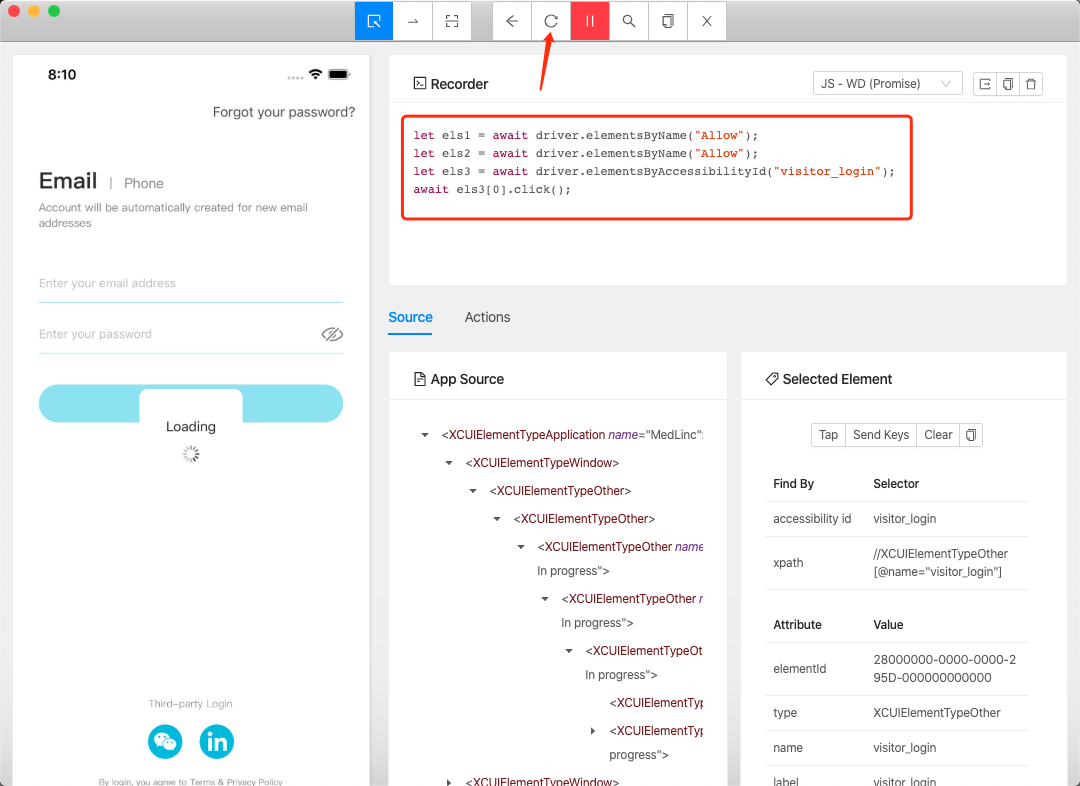 8:10
Forgot your password?
Email | Phone
Account will be automatically created for new email
addresses
Enter your email address
Enter your password
Loading
Third-party Login
in
By login, you agree to Terms & Privacy Policy
Recorder
JS - WD (Promise)
let els1 = await driver.elementsByName("Allow");
let els2 = await driver.elementsByName("Allow");
let els3 = await driver.elementsByAccessibilityId("visitor_login");
await els3[0].click();
Source
Actions
App Source
<XCUIElementTypeApplication name="MedLinc":
<XCUIElementTypeWindow>
<XCUIElementTypeOther>
<XCUIElementTypeOther>
<XCUIElementTypeOther name
In progress">
<XCUIElementTypeOther n
In progress">
<XCUIElementTypeOt
In progress">
<XCUIElementTyp
<XCUIElementTyp
progress">
<XCUIElementTypeWindow>
Selected Element
Tap
Send Keys
Clear
Find By Selector
accessibility id visitor_login
xpath //XCUIElementTypeOther
[@name="visitor_login"]
Attribute Value
elementId 28000000-0000-0000-2
95D-000000000000
type XCUIElementTypeOther
name visitor_login
label visitor_login